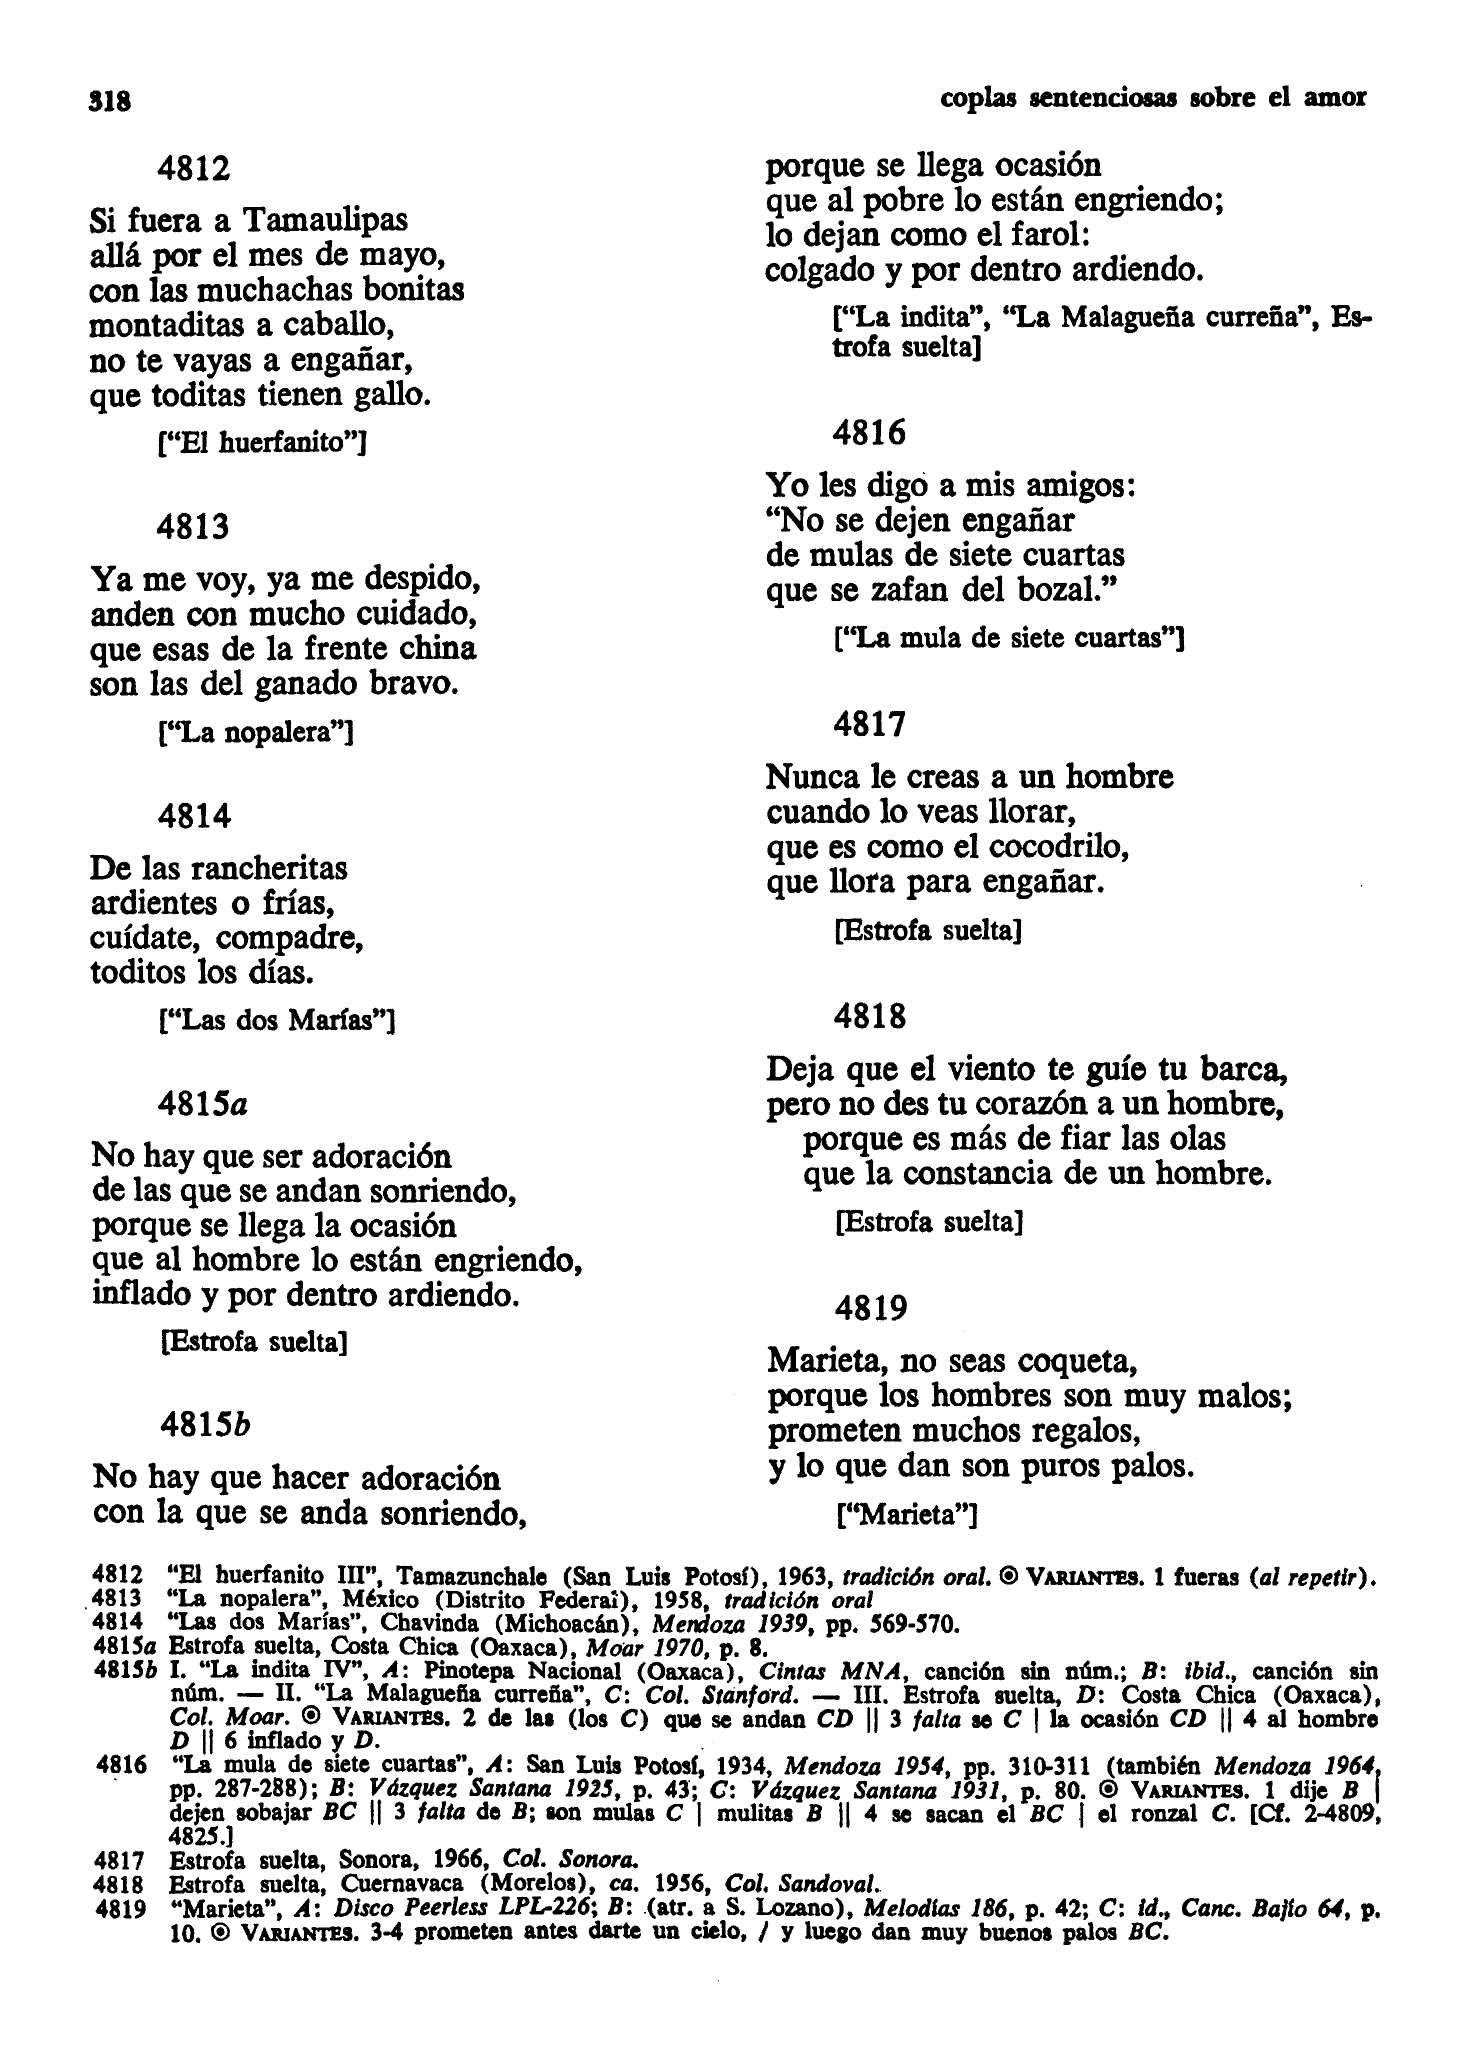 318
coplas sentenciosas sobre el amor
4812
Si fuera a Tamaulipas
allá por el mes de mayo,
con las muchachas bonitas
montaditas a caballo,
no te vayas a engañar,
que toditas tienen gallo.
[“El huerfanito”]
4813
Ya me voy, ya me despido,
anden con mucho cuidado,
que esas de la frente china
son las del ganado bravo.
[“La nopalera”]
4814
De las rancheritas
ardientes o frías,
cuídate, compadre,
toditos los días.
[“Las dos Marías”]
4815a
No hay que ser adoración
de las que se andan sonriendo,
porque se llega la ocasión
que al hombre lo están engriendo,
inflado y por dentro ardiendo.
[Estrofa suelta]
4815b
No hay que hacer adoración
con la que se anda sonriendo,
porque se llega ocasión
que al pobre lo están engriendo;
lo dejan como el farol:
colgado y por dentro ardiendo.
[“La indita”, “La Malagueña curreña”, Es-
trofa suelta]
4816
Yo les digo a mis amigos:
“No se dejen engañar
de mulas de siete cuartas
que se zafan del bozal.”
[“La mula de siete cuartas”]
4817
Nunca le creas a un hombre
cuando lo veas llorar,
que es como el cocodrilo,
que llora para engañar.
[Estrofa suelta]
4818
Deja que el viento te guíe tu barca,
pero no des tu corazón a un hombre,
porque es más de fiar las olas
que la constancia de un hombre.
[Estrofa suelta]
4819
Marieta, no seas coqueta,
porque los hombres son muy malos;
prometen muchos regalos,
y lo que dan son puros palos.
[“Marieta”]
4812 “El huerfanito III”, Tamazunchale (San Luis Potosí), 1963, tradición oral. ⊙ VARIANTES. 1 fueras (al repetir).
4813 “La nopalera”, México (Distrito Federal), 1958, tradición oral
4814 “Las dos Marías”, Chavinda (Michoacán), Mendoza 1939, pp. 569-570.
4815a Estrofa suelta, Costa Chica (Oaxaca), Moar 1970, p. 8.
4815b I. “La indita IV”, A: Pinotepa Nacional (Oaxaca), Cintas MNA, canción sin núm.; B: ibid., canción sin
núm. — II. “La Malagueña curreña”, C: Col. Stanford. — III. Estrofa suelta, D: Costa Chica (Oaxaca),
Col. Moar. ⊙ VARIANTES. 2 de las (los C) que se andan CD || 3 falta se C | la ocasión CD || 4 al hombre
D || 6 inflado y D.
4816 “La mula de siete cuartas”, A: San Luis Potosí, 1934, Mendoza 1954, pp. 310-311 (también Mendoza 1964,
pp. 287-288); B: Vázquez Santana 1925, p. 43; C: Vázquez Santana 1931, p. 80. ⊙ VARIANTES. 1 dije B |
dejen sobajar BC || 3 falta de B; son mulas C | mulitas B || 4 se sacan el BC | el ronzal C. [Cf. 2-4809,
4825.]
4817 Estrofa suelta, Sonora, 1966, Col. Sonora.
4818 Estrofa suelta, Cuernavaca (Morelos), ca. 1956, Col. Sandoval.
4819 “Marieta”, A: Disco Peerless LPL-226; B: (atr. a S. Lozano), Melodías 186, p. 42; C: id., Canc. Bajío 64, p.
10. ⊙ VARIANTES. 3-4 prometen antes darte un cielo, / y luego dan muy buenos palos BC.